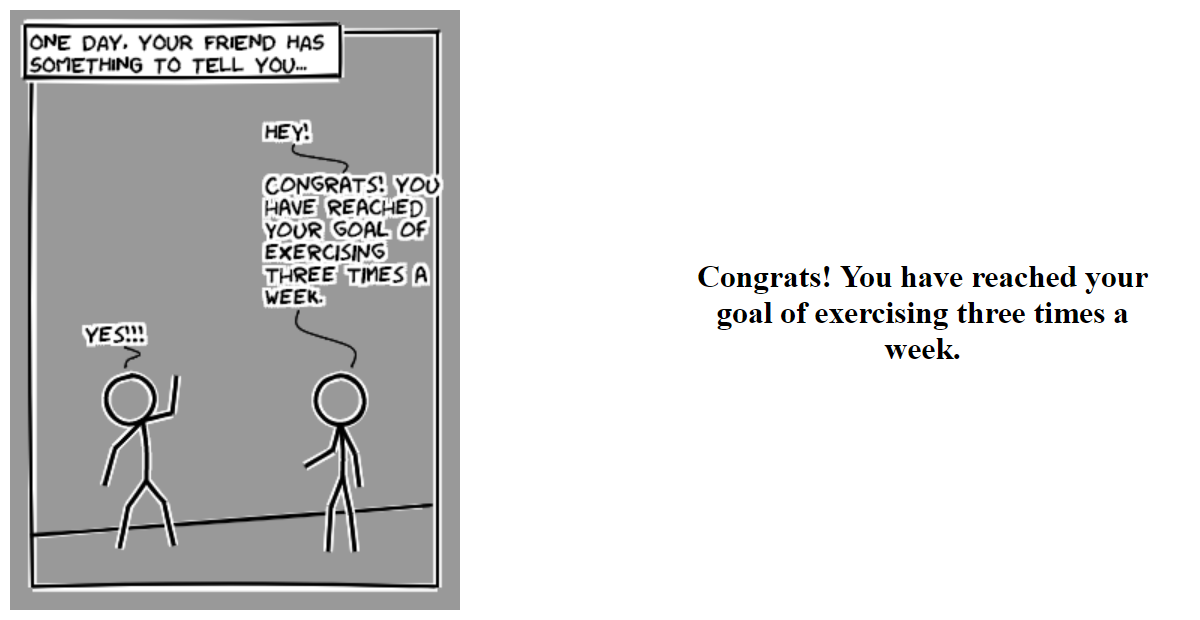 ONE DAY, YOUR FRIEND HAS
SOMETHING TO TELL YOU...
HEY!
CONGRATS! YOU
HAVE REACHED
YOUR GOAL OF
EXERCISING
THREE TIMES A
WEEK.
YES!!!
Congrats! You have reached your
goal of exercising three times a
week.